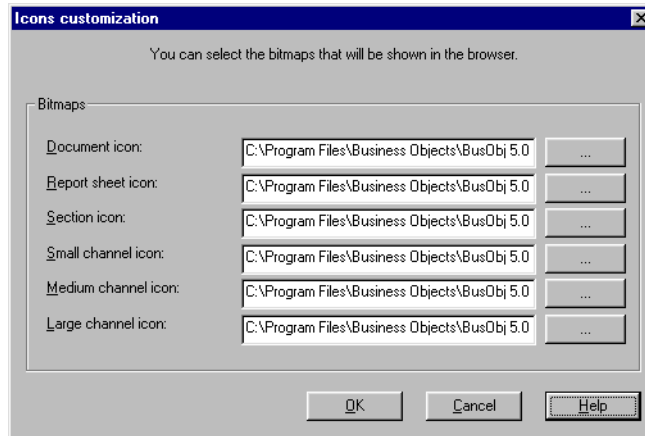 Icons customization
You can select the bitmaps that will be shown in the browser.
Bitmaps
Document icon: C:\Program Files\Business Objects\BusObj 5.0 ...
Report sheet icon: C:\Program Files\Business Objects\BusObj 5.0 ...
Section icon: C:\Program Files\Business Objects\BusObj 5.0 ...
Small channel icon: C:\Program Files\Business Objects\BusObj 5.0 ...
Medium channel icon: C:\Program Files\Business Objects\BusObj 5.0 ...
Large channel icon: C:\Program Files\Business Objects\BusObj 5.0 ...
OK Cancel Help